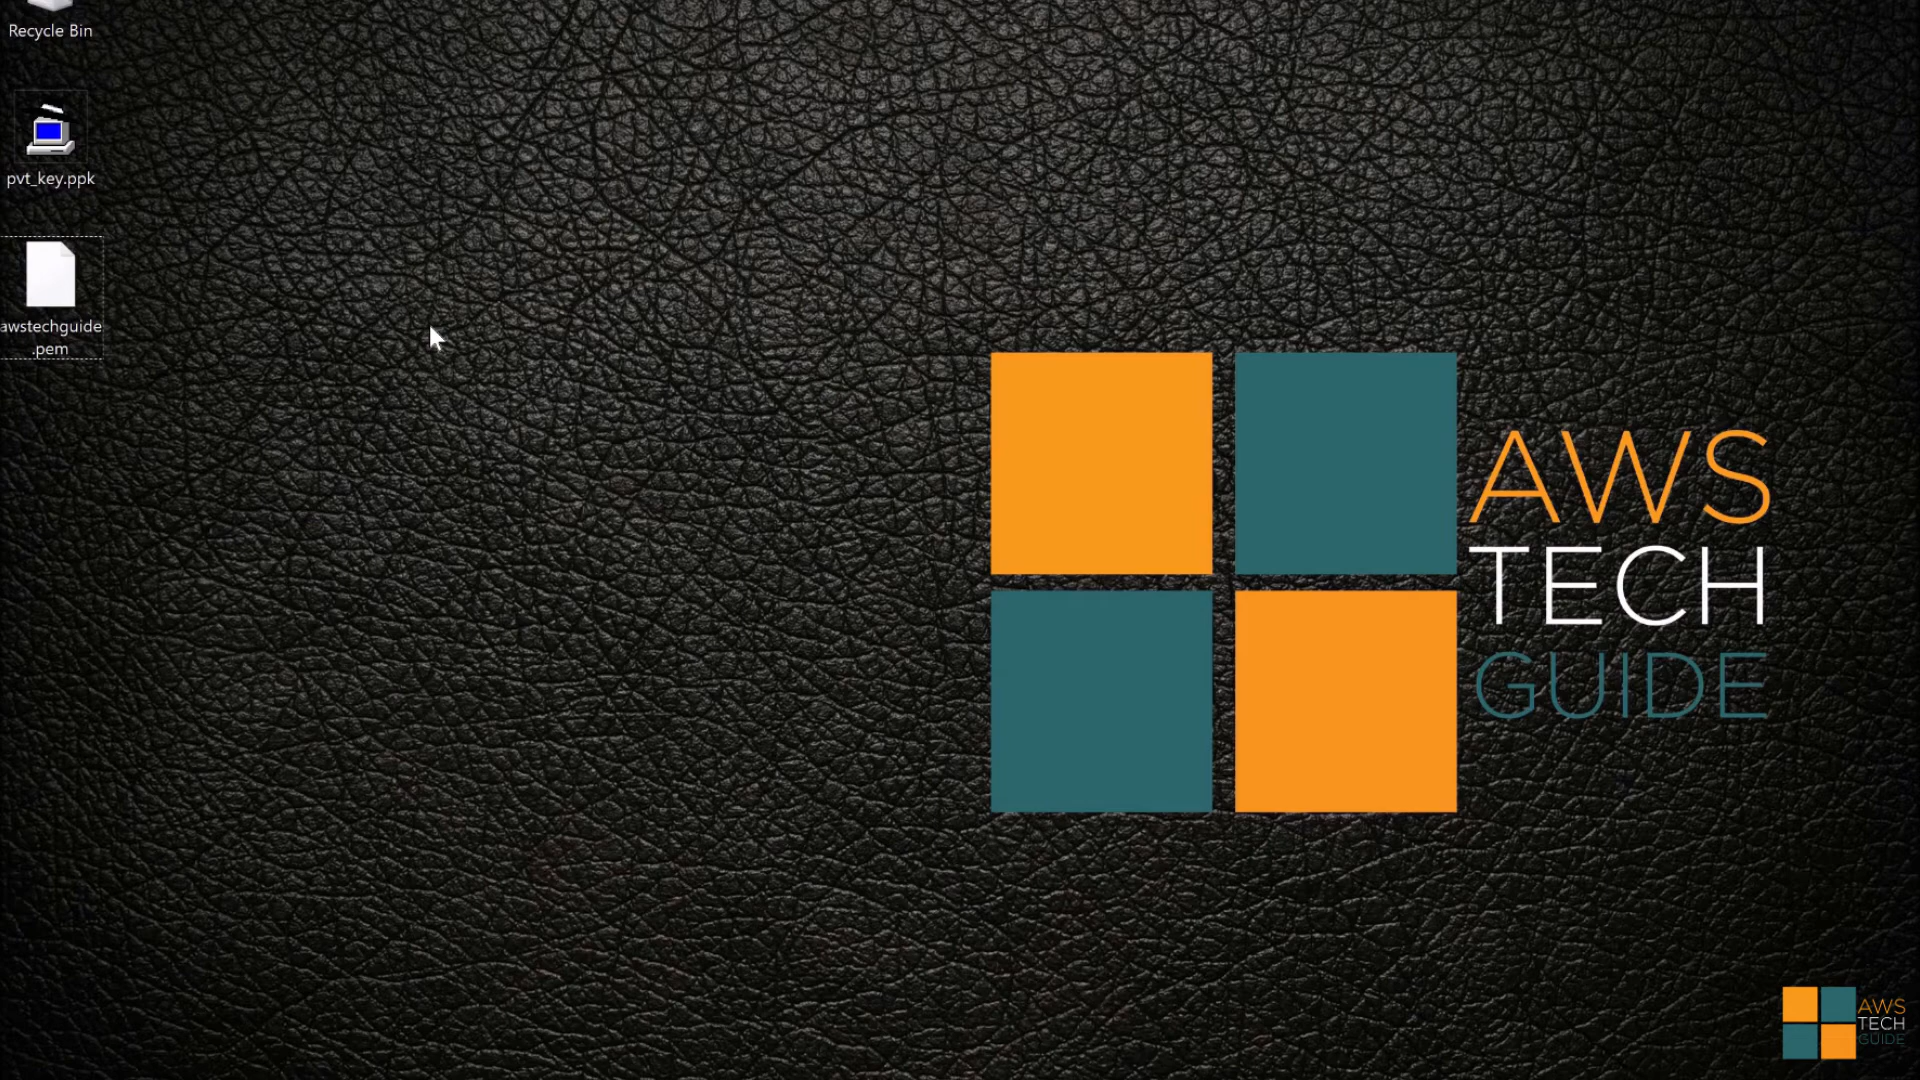 Recycle Bin
pvt_key.ppk
awstechguide
.pem
AWS
TECH
GUIDE
AWS
TECH
GUIDE